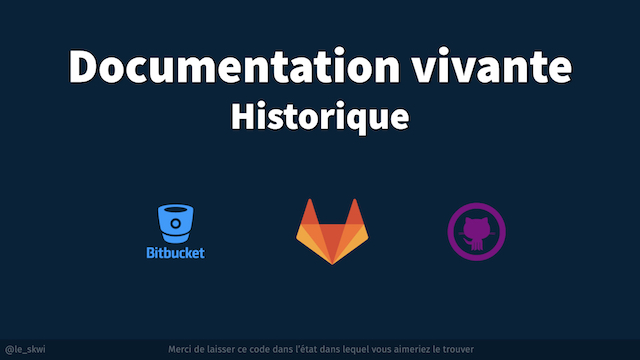 Documentation vivante
Historique
Bitbucket
@le_skwi
Merci de laisser ce code dans l'état dans lequel vous aimeriez le trouver